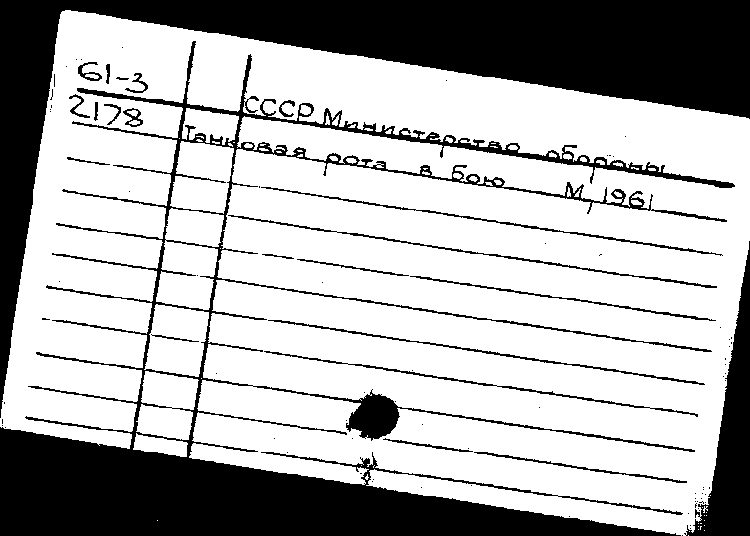 61-3 СССР Министерство обороны
2178 Танковая рота в бою М, 1961